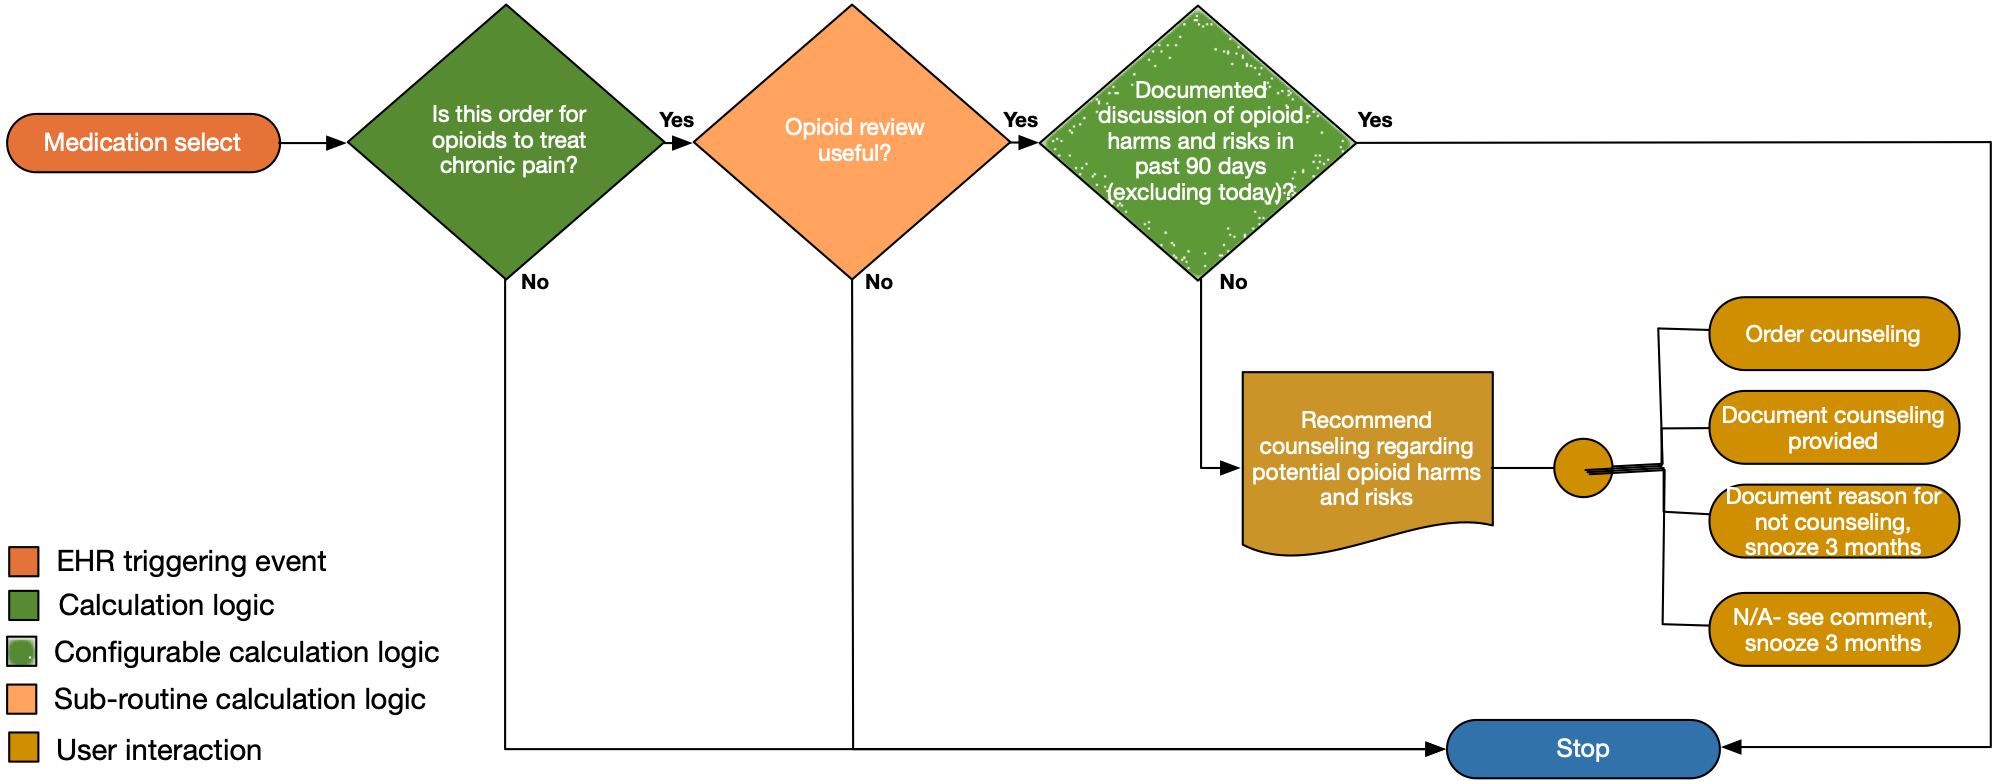 Medication select
Is this order for
opioids to treat
chronic pain?
Yes
No
Opioid review
useful?
Yes
No
Documented
discussion of opioid
harms and risks in
past 90 days
(excluding today)?
Yes
No
Recommend
counseling regarding
potential opioid harms
and risks
Order counseling
Document counseling
provided
Document reason for
not counseling,
snooze 3 months
N/A- see comment,
snooze 3 months
Stop
EHR triggering event
Calculation logic
Configurable calculation logic
Sub-routine calculation logic
User interaction